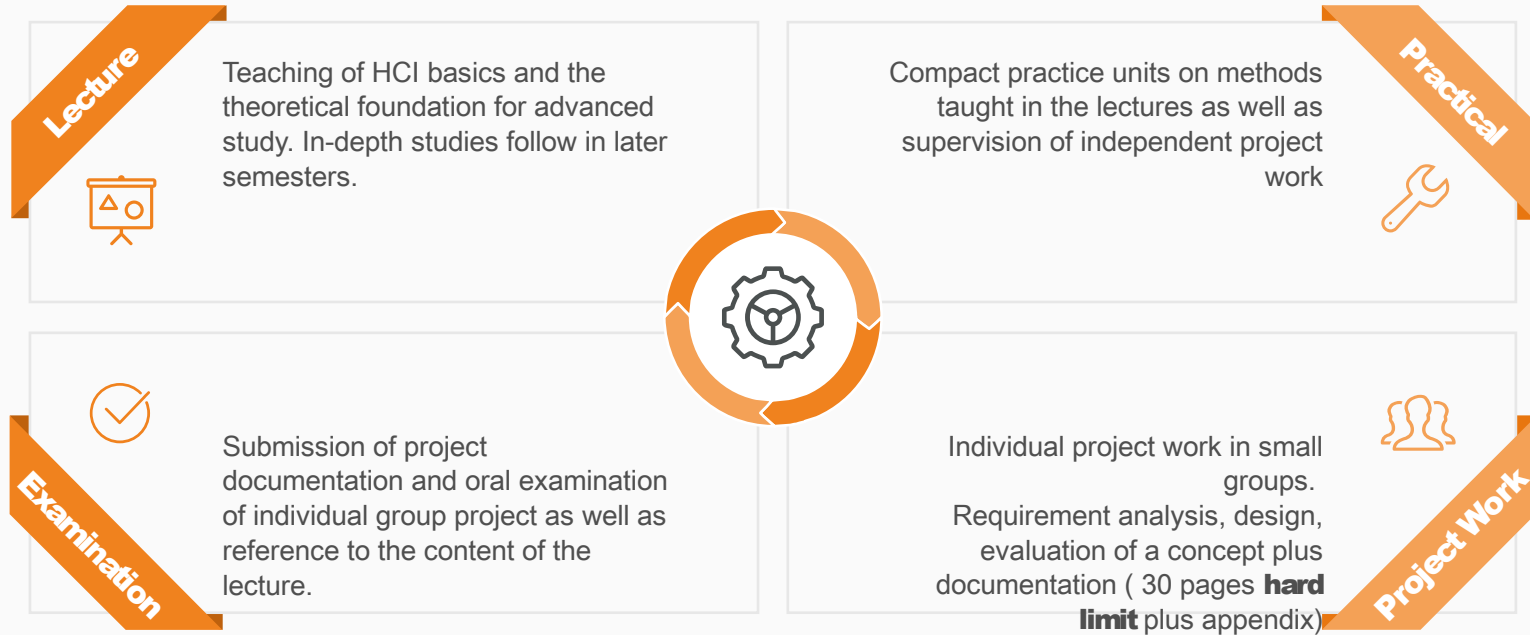 Lecture
Teaching of HCI basics and the
theoretical foundation for advanced
study. In-depth studies follow in later
semesters.
Practical
Compact practice units on methods
taught in the lectures as well as
supervision of independent project
work
Examination
Submission of project
documentation and oral examination
of individual group project as well as
reference to the content of the
lecture.
Project Work
Individual project work in small
groups.
Requirement analysis, design,
evaluation of a concept plus
documentation ( 30 pages hard
limit plus appendix)